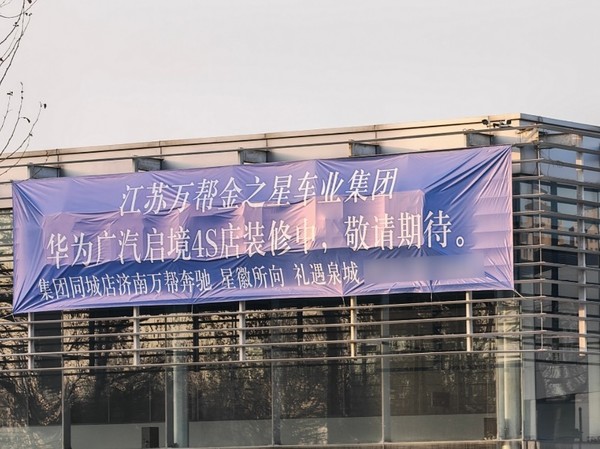 江苏万帮金之星车业集团
华为广汽启境4S店装修中，敬请期待。
集团同城店济南万帮奔驰 星徽所向 礼遇泉城